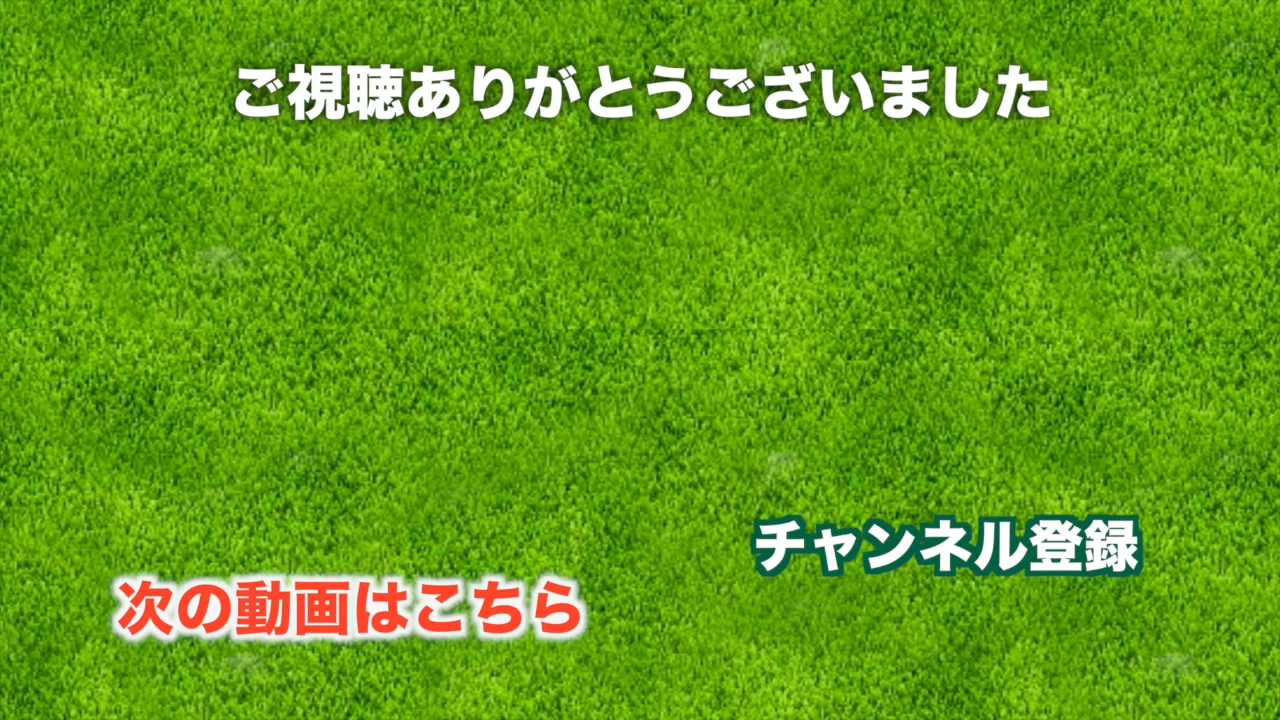 ご視聴ありがとうございました
チャンネル登録
次の動画はこちら